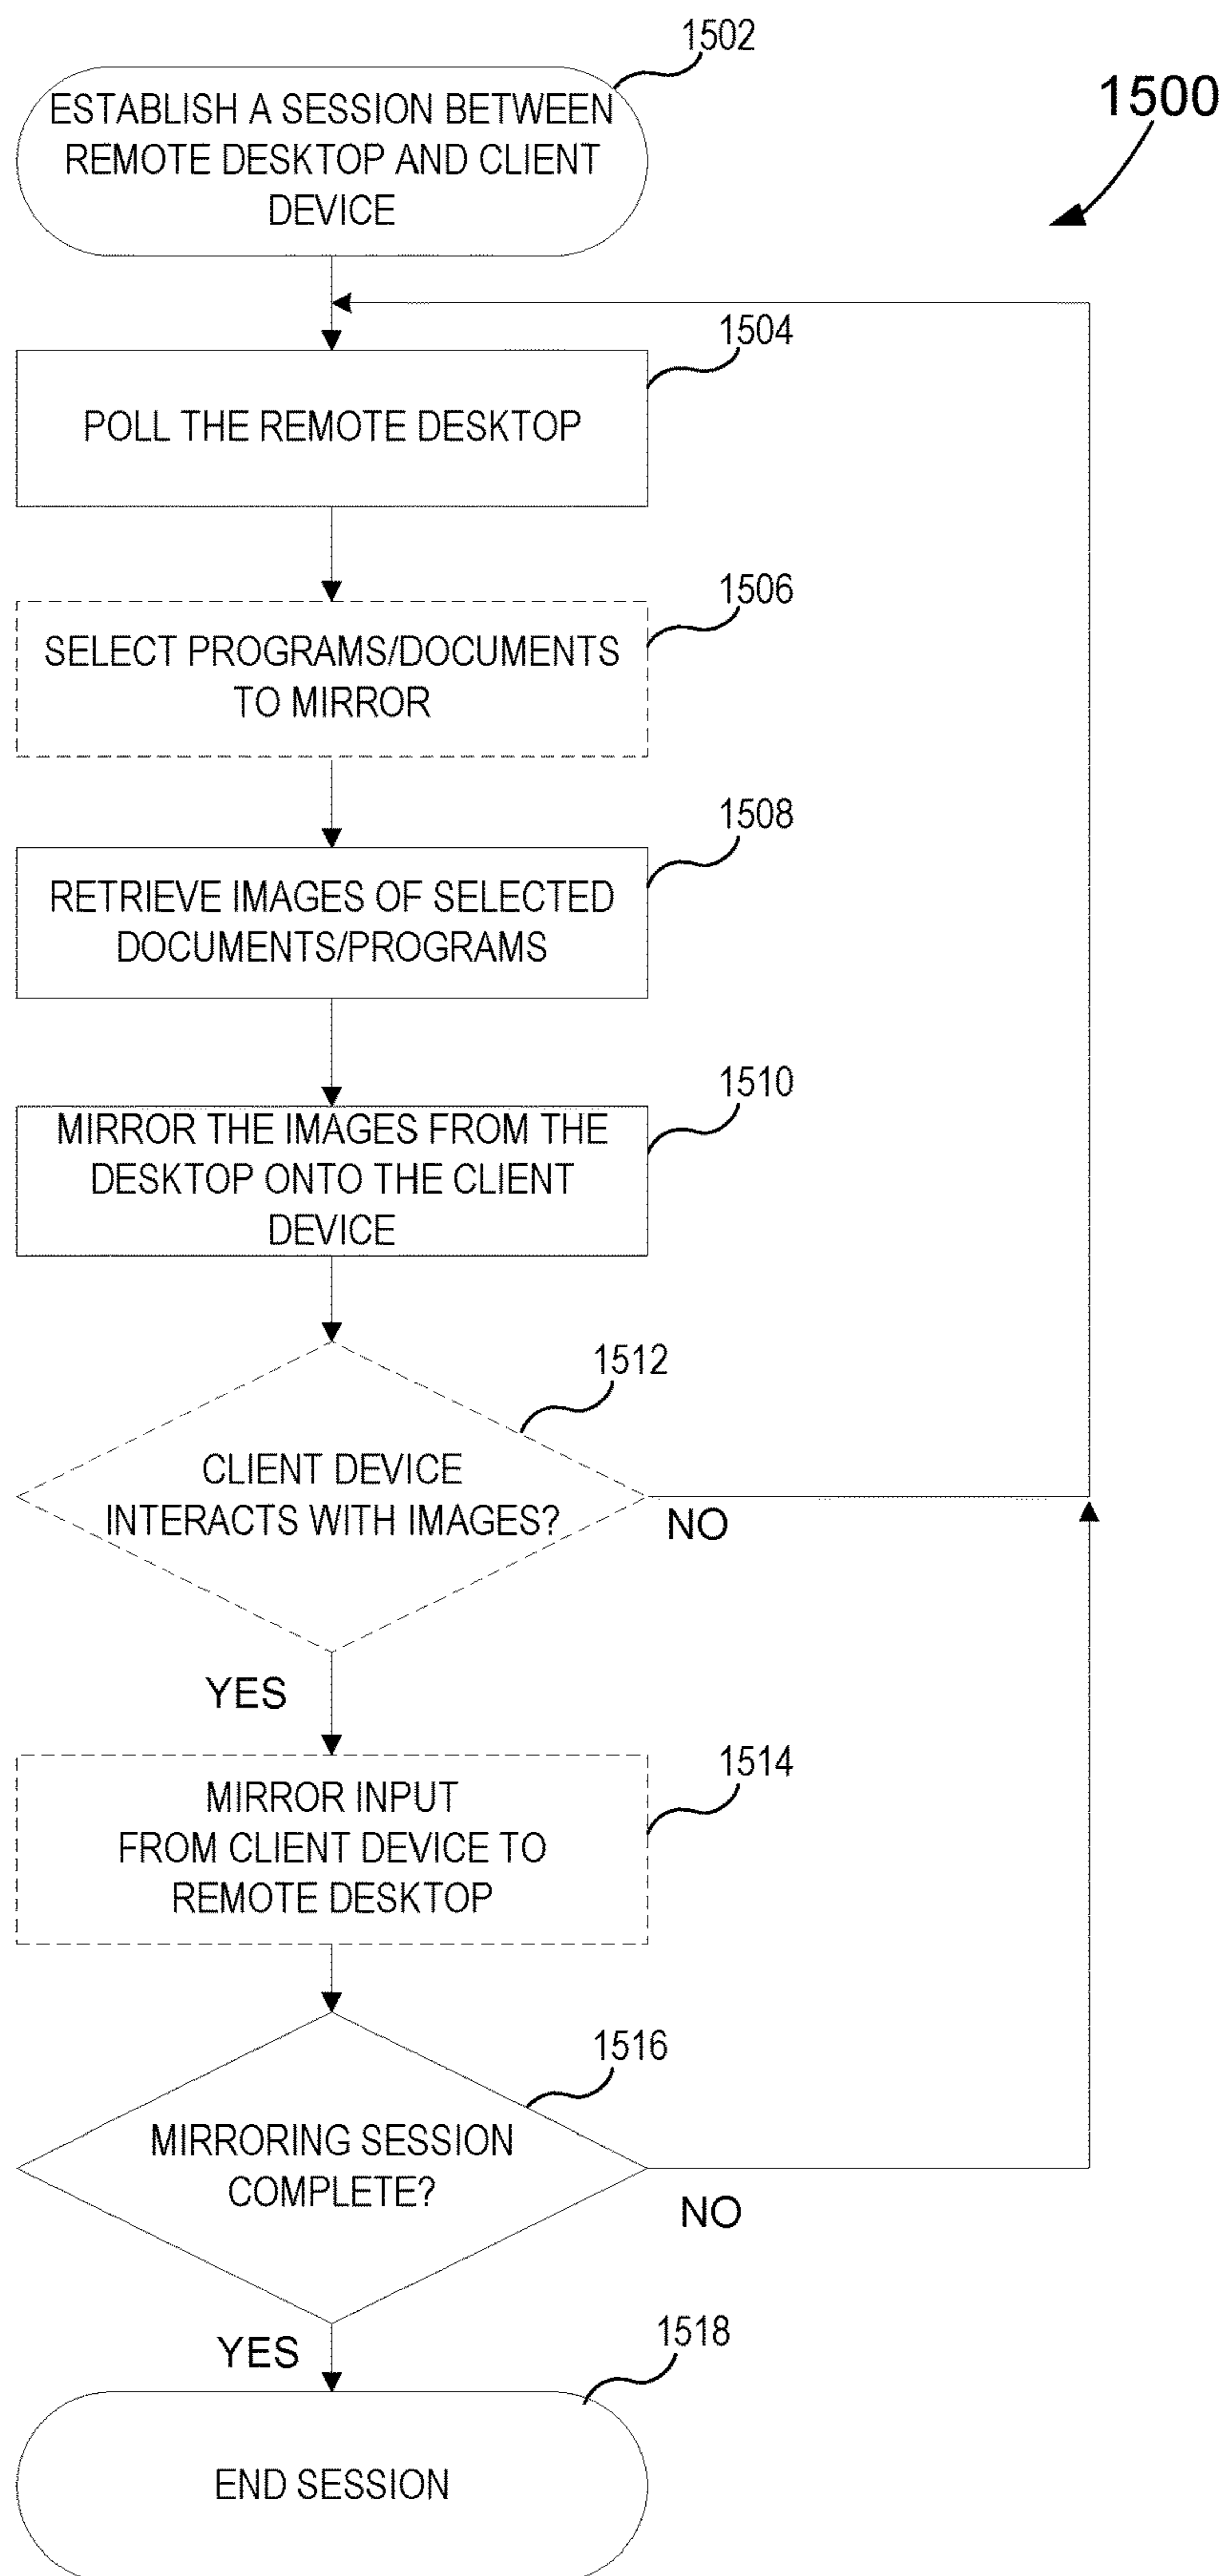 1502
1500
ESTABLISH A SESSION BETWEEN
REMOTE DESKTOP AND CLIENT
DEVICE
1504
POLL THE REMOTE DESKTOP
1506
SELECT PROGRAMS/DOCUMENTS
TO MIRROR
1508
RETRIEVE IMAGES OF SELECTED
DOCUMENTS/PROGRAMS
1510
MIRROR THE IMAGES FROM THE
DESKTOP ONTO THE CLIENT
DEVICE
1512
CLIENT DEVICE
INTERACTS WITH IMAGES?
NO
YES
1514
MIRROR INPUT
FROM CLIENT DEVICE TO
REMOTE DESKTOP
1516
MIRRORING SESSION
COMPLETE?
NO
YES
1518
END SESSION